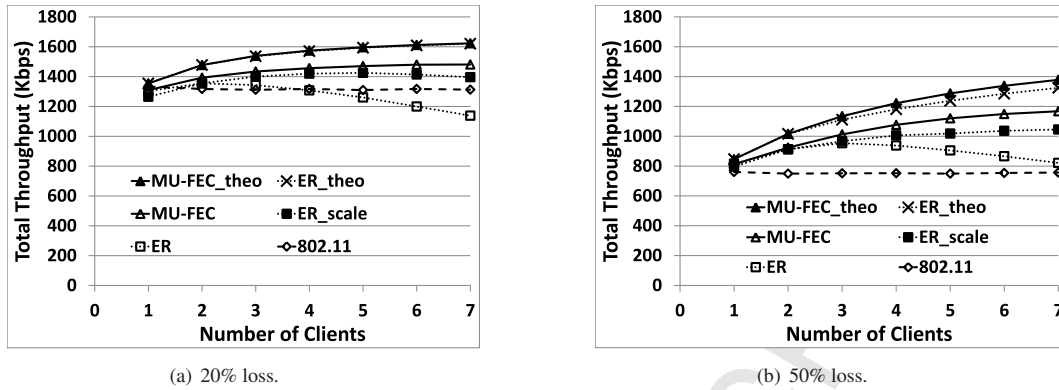 1800
1600
1400
1200
1000
800
600
400
200
0
Total Throughput (Kbps)
MU-FEC_theo
ER_theo
MU-FEC
ER_scale
ER
802.11
0 1 2 3 4 5 6 7
Number of Clients
(a) 20% loss.
1800
1600
1400
1200
1000
800
600
400
200
0
Total Throughput (Kbps)
MU-FEC_theo
ER_theo
MU-FEC
ER_scale
ER
802.11
0 1 2 3 4 5 6 7
Number of Clients
(b) 50% loss.